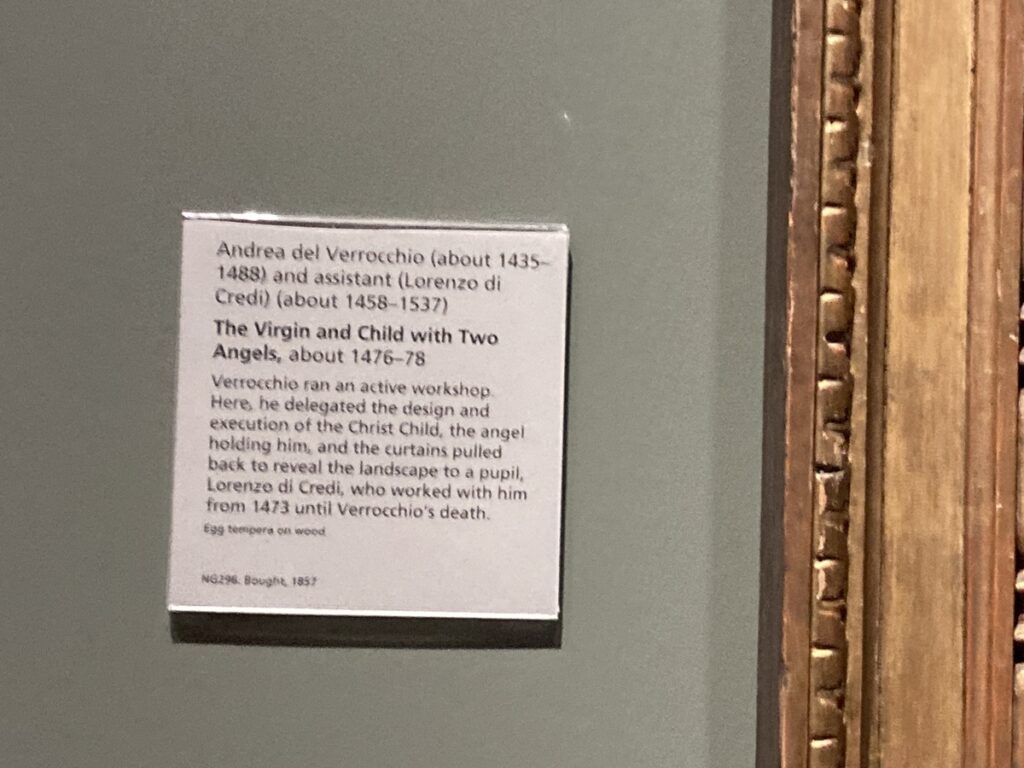 Andrea del Verrocchio (about 1435–
1488) and assistant (Lorenzo di
Credi) (about 1458–1537)
The Virgin and Child with Two
Angels, about 1476–78
Verrocchio ran an active workshop.
Here, he delegated the design and
execution of the Christ Child, the angel
holding him, and the curtains pulled
back to reveal the landscape to a pupil,
Lorenzo di Credi, who worked with him
from 1473 until Verrocchio's death.
Egg tempera on wood
NG296. Bought, 1857